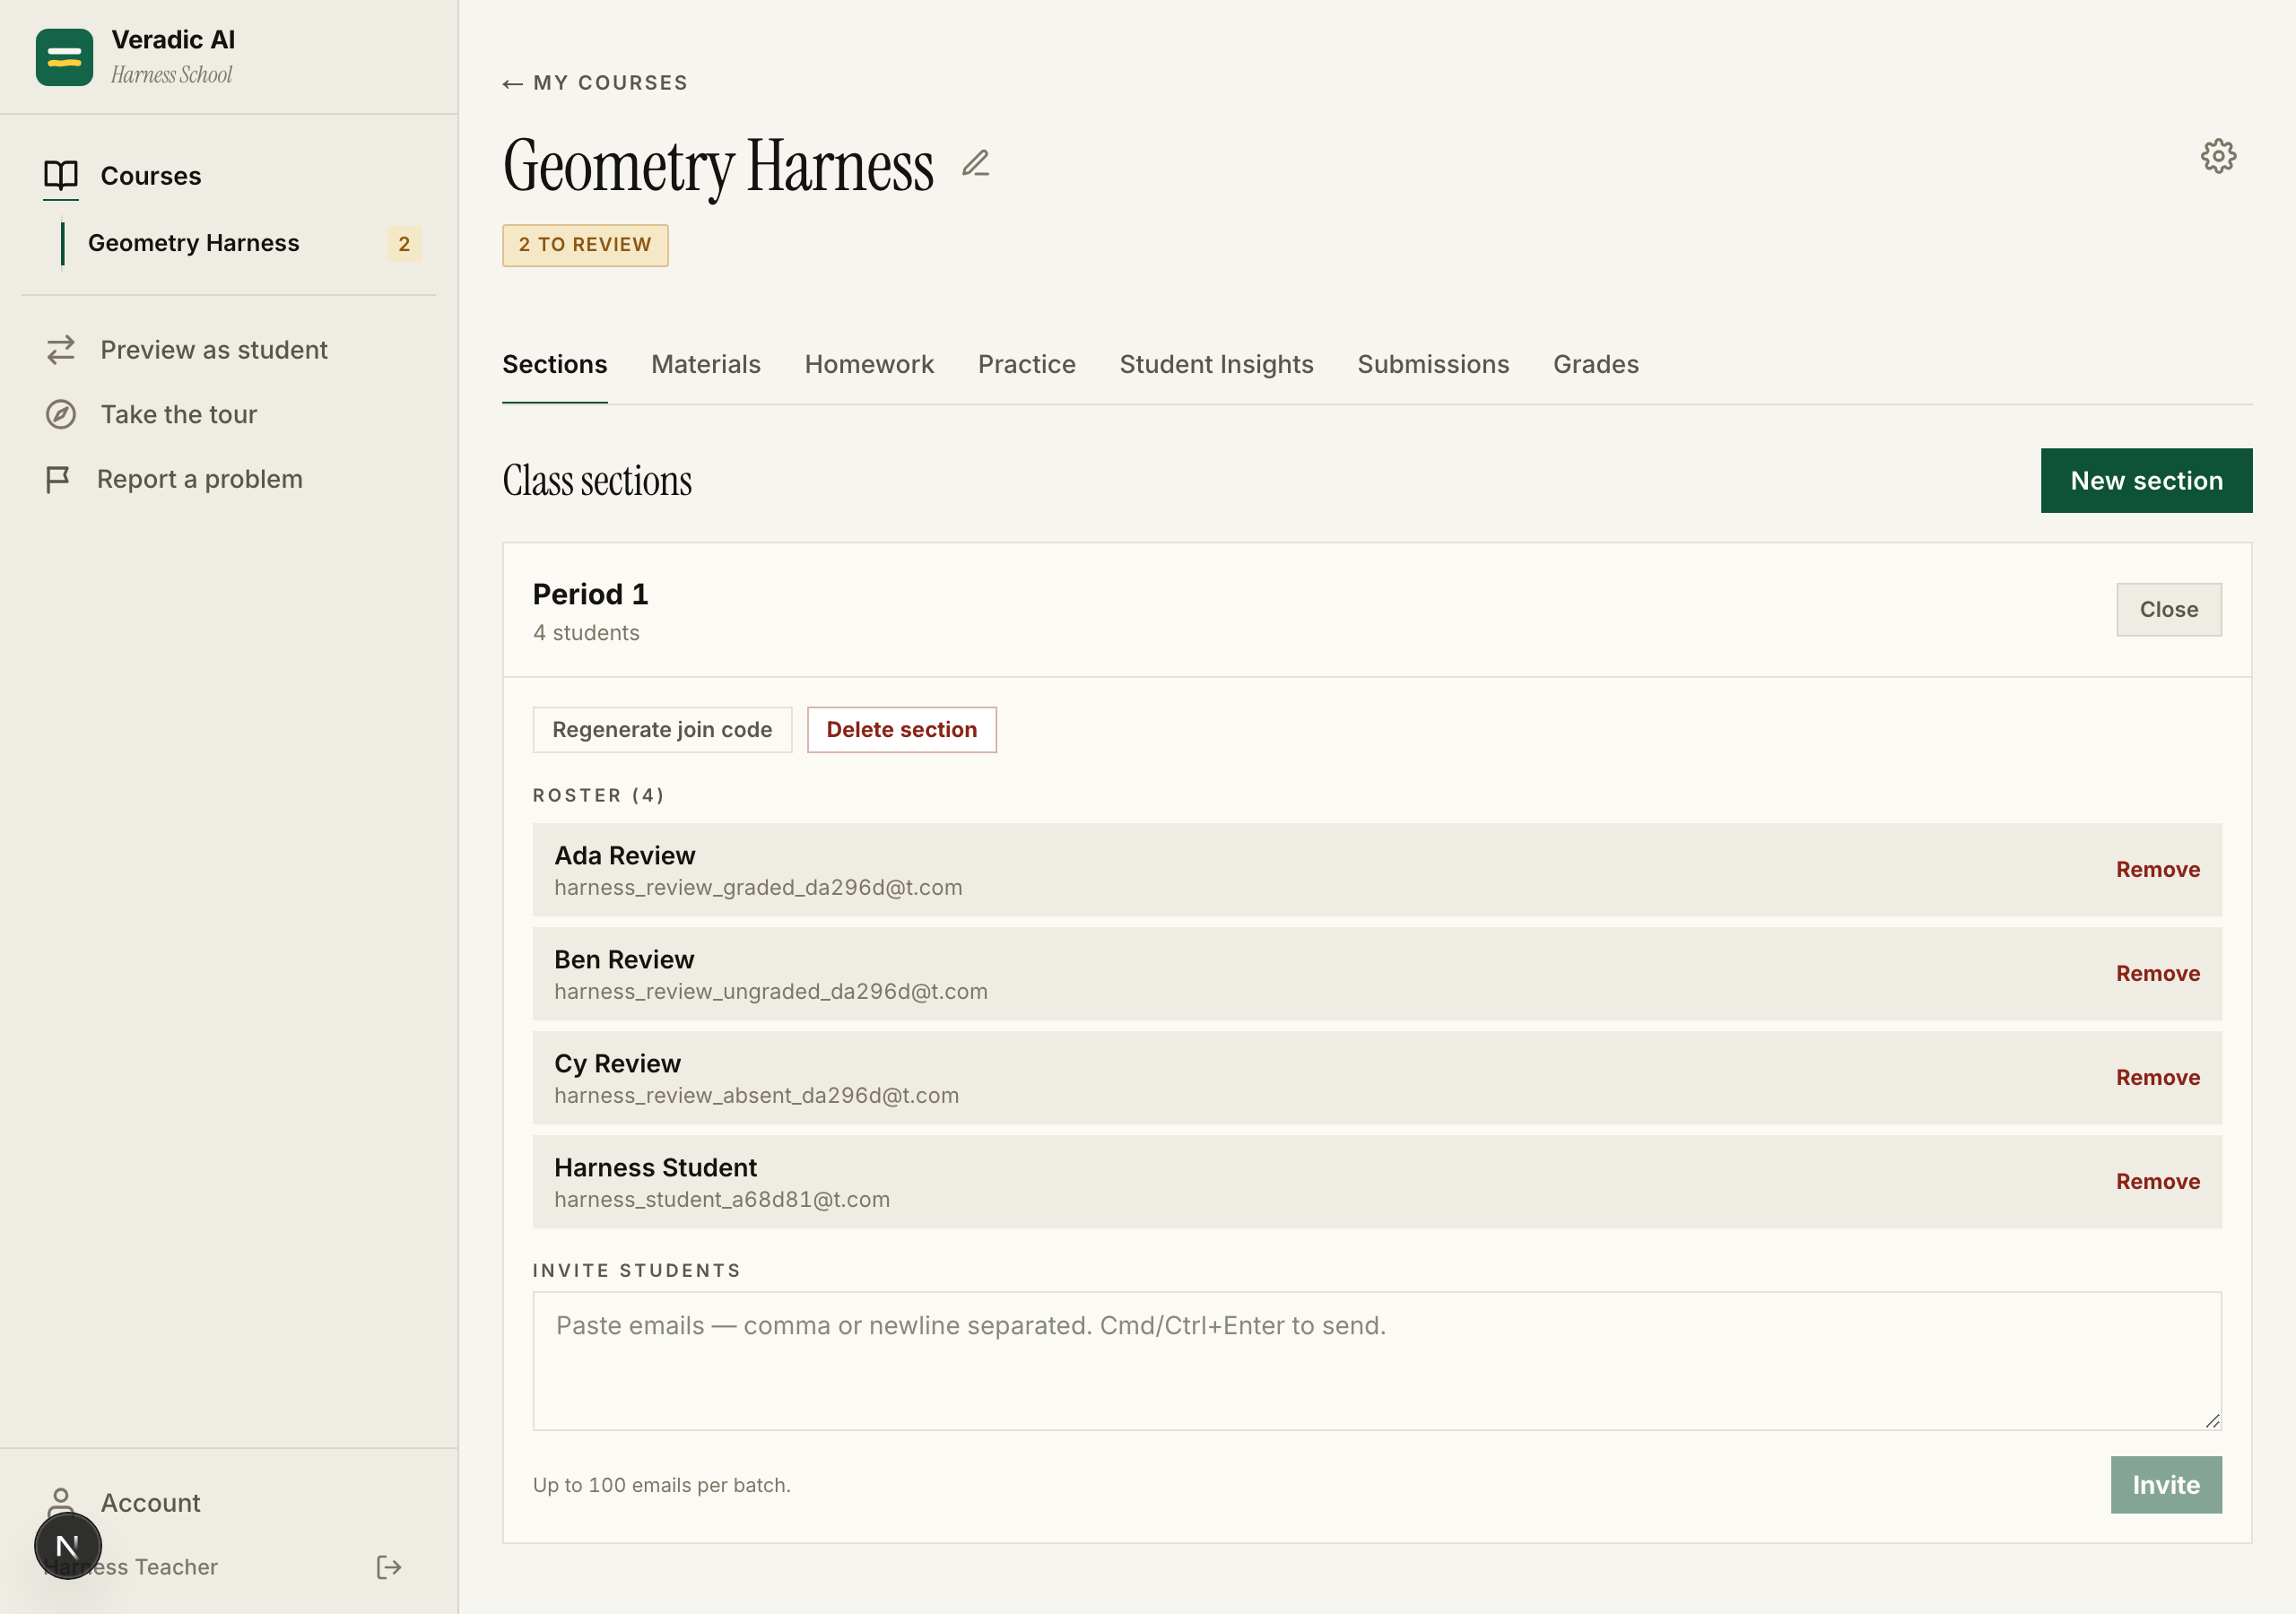 Veradic AI
Harness School
Courses
Geometry Harness 2
Preview as student
Take the tour
Report a problem
Account
N
Harness Teacher
← MY COURSES
Geometry Harness
2 TO REVIEW
Sections Materials Homework Practice Student Insights Submissions Grades
Class sections
New section
Period 1
4 students
Close
Regenerate join code Delete section
ROSTER (4)
Ada Review
harness_review_graded_da296d@t.com
Remove
Ben Review
harness_review_ungraded_da296d@t.com
Remove
Cy Review
harness_review_absent_da296d@t.com
Remove
Harness Student
harness_student_a68d81@t.com
Remove
INVITE STUDENTS
Paste emails — comma or newline separated. Cmd/Ctrl+Enter to send.
Up to 100 emails per batch.
Invite